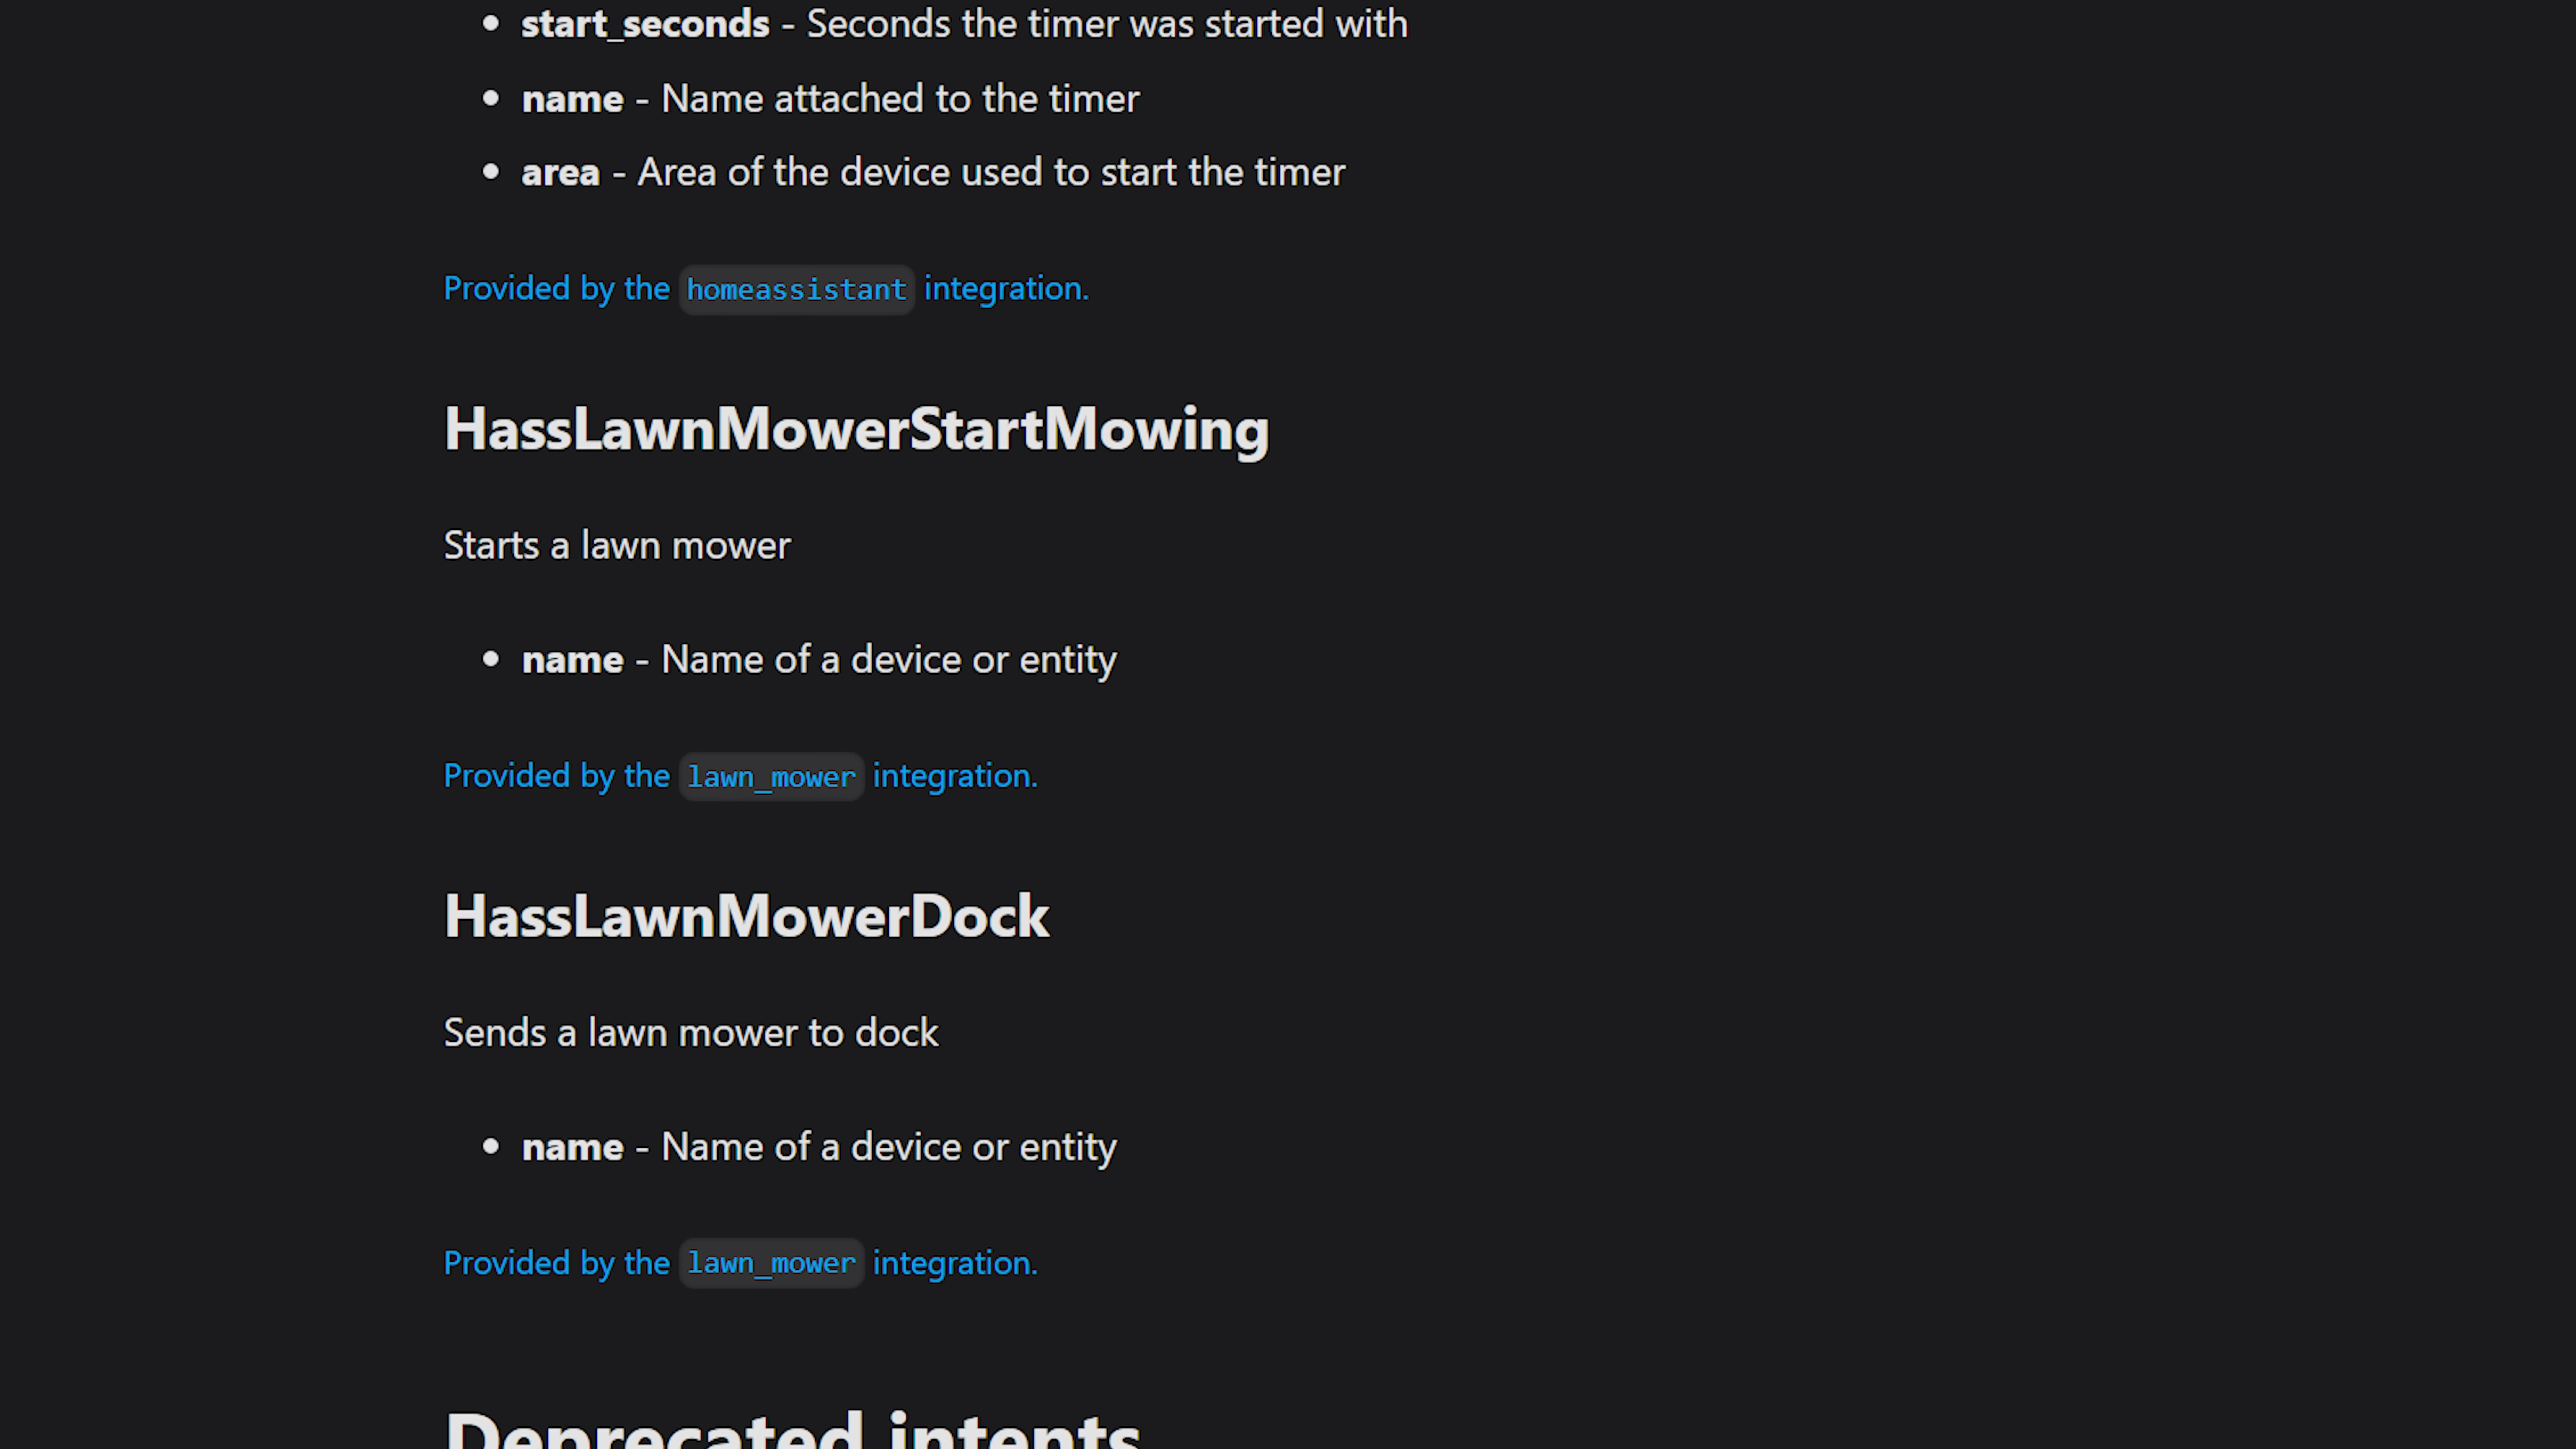 • start_seconds - Seconds the timer was started with
• name - Name attached to the timer
• area - Area of the device used to start the timer
Provided by the homeassistant integration.
HassLawnMowerStartMowing
Starts a lawn mower
• name - Name of a device or entity
Provided by the lawn_mower integration.
HassLawnMowerDock
Sends a lawn mower to dock
• name - Name of a device or entity
Provided by the lawn_mower integration.
Deprecated intents